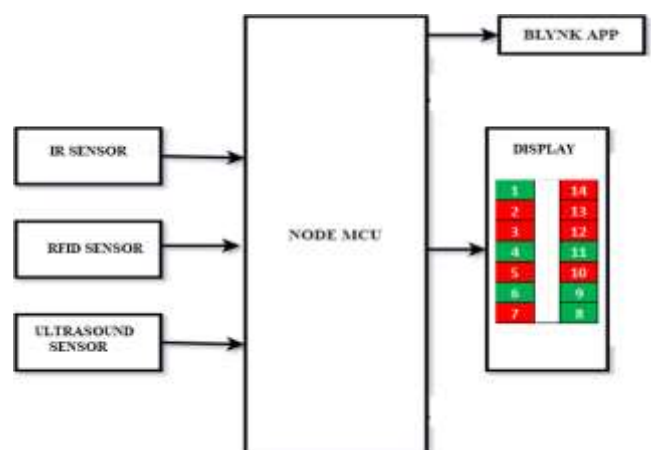 BLYNK APP
IR SENSOR
DISPLAY
1 14
2 13
3 12
4 11
5 10
6 9
7 8
RFID SENSOR
NODE MCU
ULTRASOUND
SENSOR